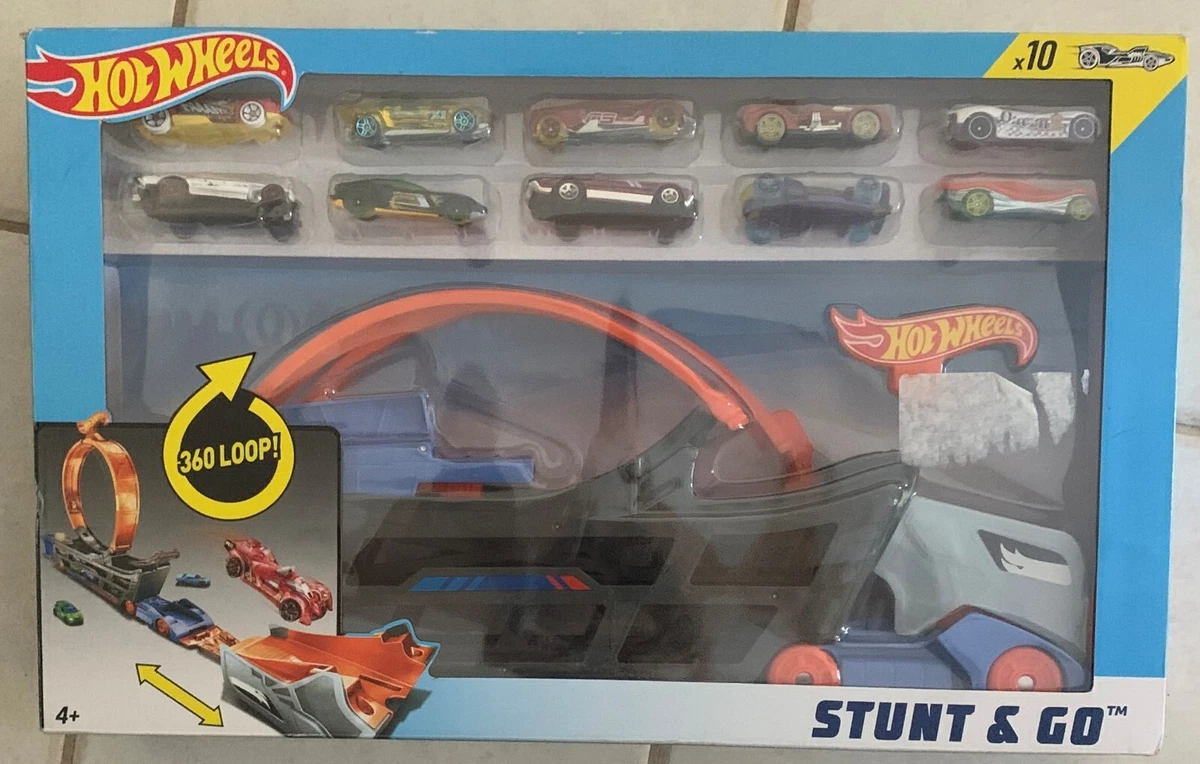 HOT WHEELS
x10
HOT WHEELS
360 LOOP!
4+
STUNT & GO™